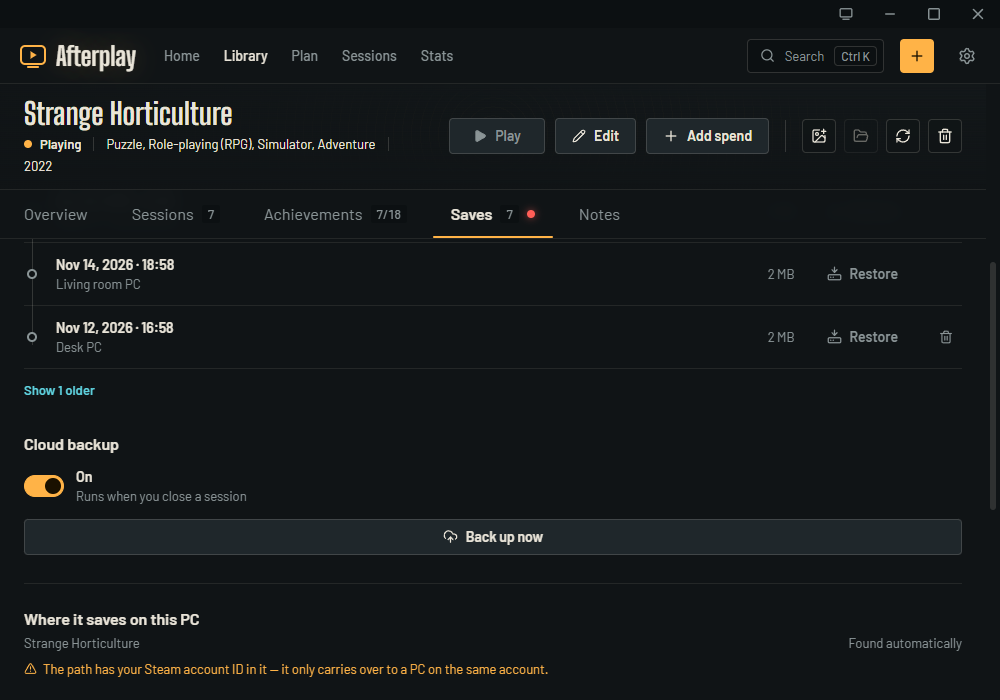 Afterplay
Home
Library
Plan
Sessions
Stats
Search
Ctrl K
Strange Horticulture
Playing
Puzzle, Role-playing (RPG), Simulator, Adventure
2022
Play
Edit
Add spend
Overview
Sessions 7
Achievements 7/18
Saves 7
Notes
Nov 14, 2026 · 18:58
Living room PC
2 MB
Restore
Nov 12, 2026 · 16:58
Desk PC
2 MB
Restore
Show 1 older
Cloud backup
On
Runs when you close a session
Back up now
Where it saves on this PC
Strange Horticulture
Found automatically
The path has your Steam account ID in it — it only carries over to a PC on the same account.